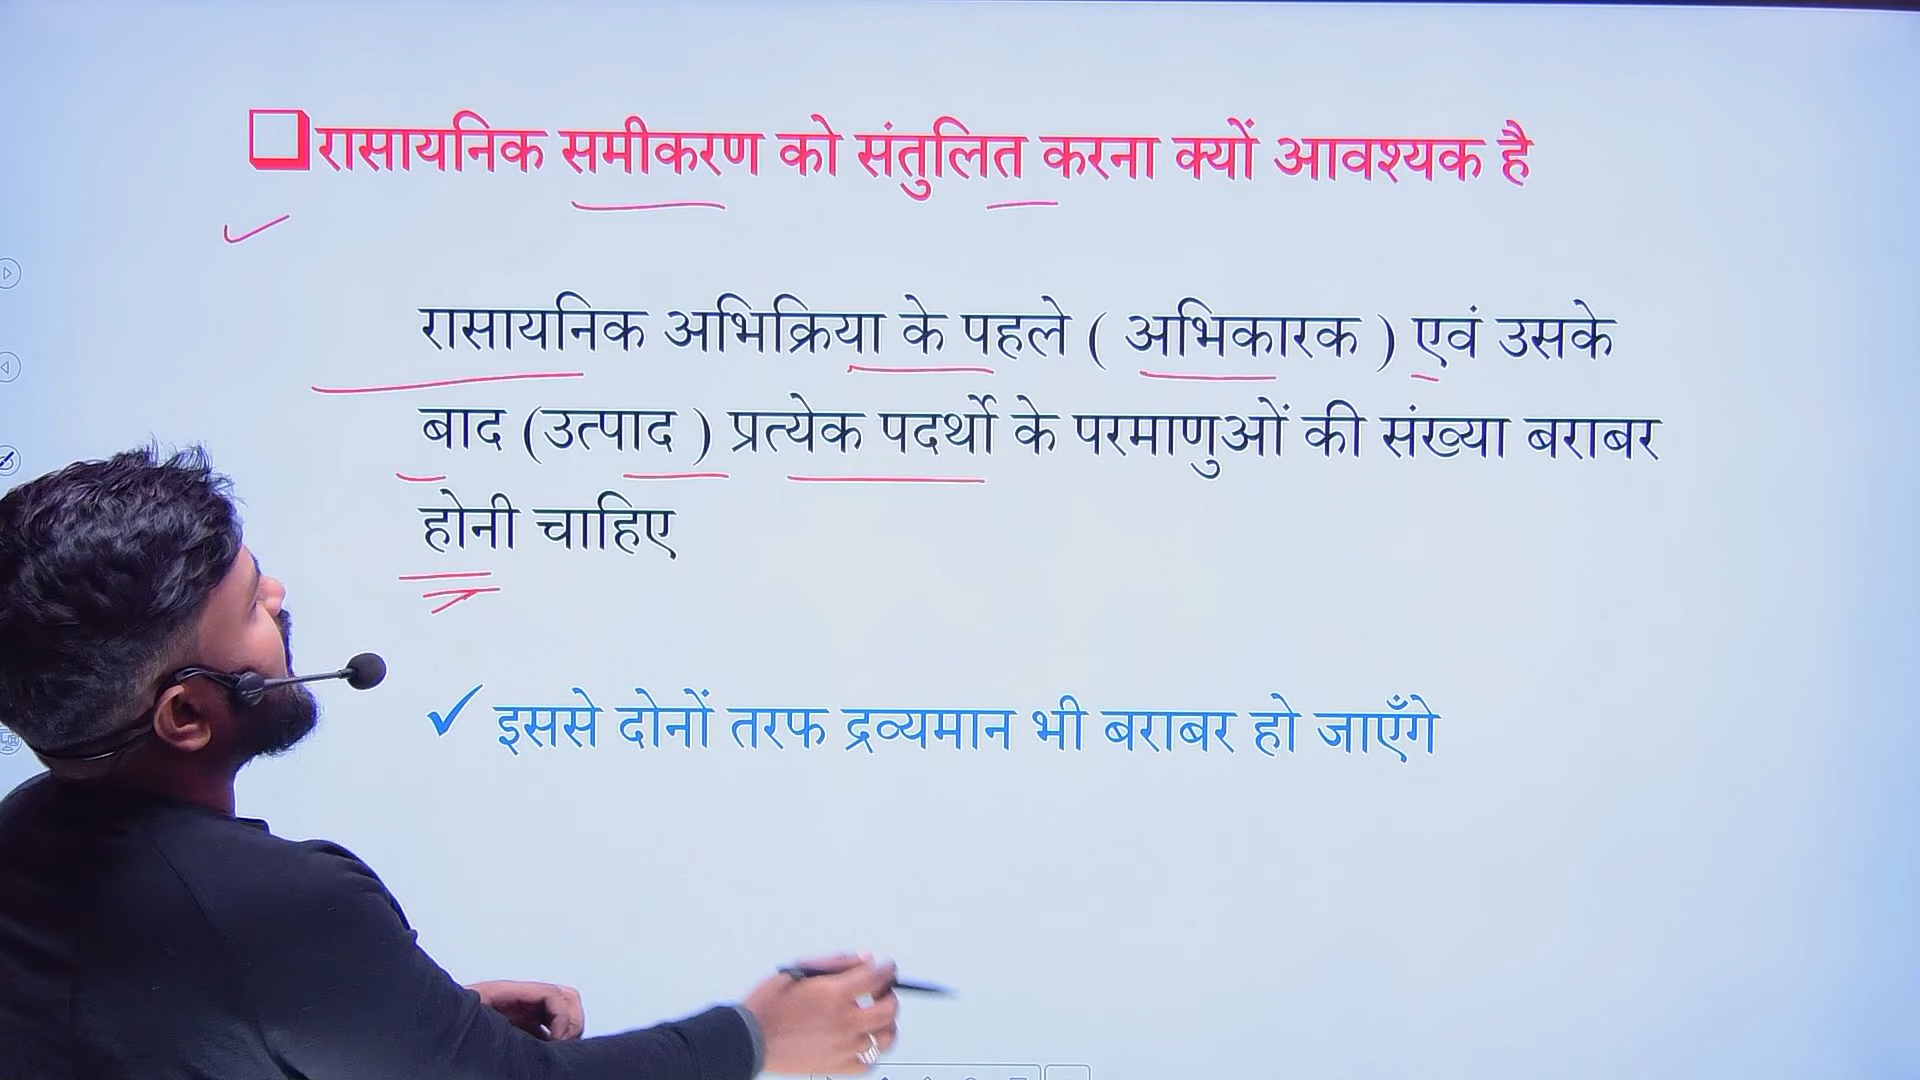 रासायनिक समीकरण को संतुलित करना क्यों आवश्यक है
रासायनिक अभिक्रिया के पहले ( अभिकारक ) एवं उसके
बाद (उत्पाद ) प्रत्येक पदर्थो के परमाणुओं की संख्या बराबर
होनी चाहिए
✓ इससे दोनों तरफ द्रव्यमान भी बराबर हो जाएँगे